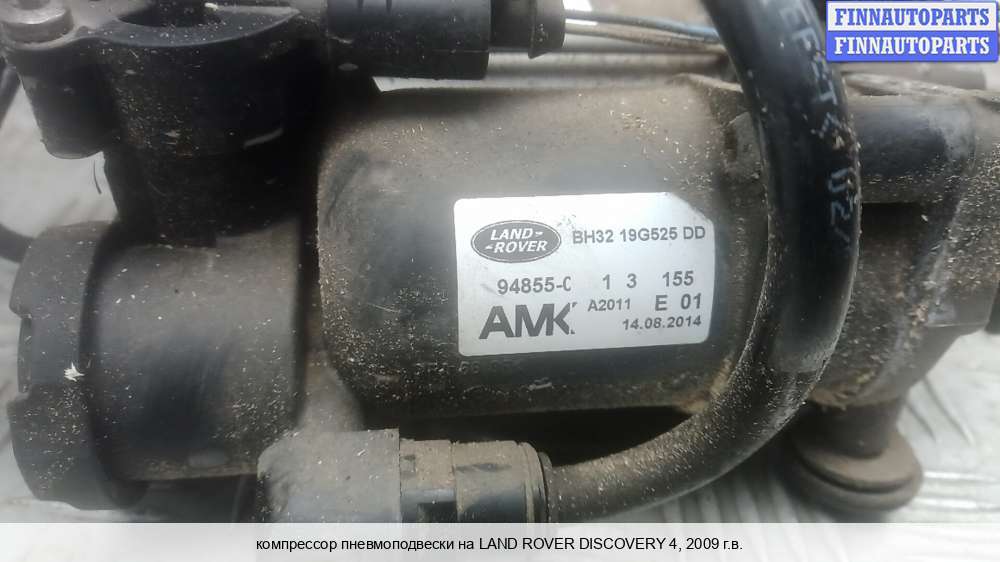 FINNAUTOPARTS
FINNAUTOPARTS
LAND ROVER
BH32 19G525 DD
94855-C 1 3 155
AMK A2011 E 01
14.08.2014
компрессор пневмоподвески на LAND ROVER DISCOVERY 4, 2009 г.в.